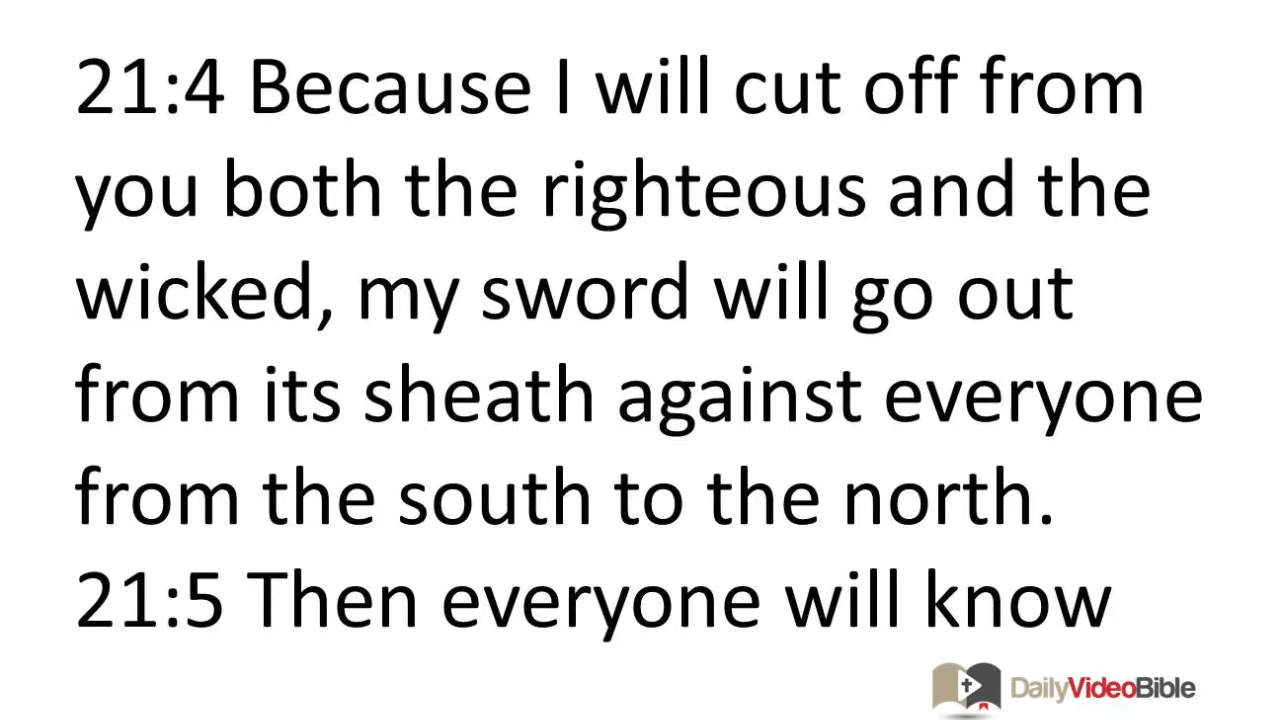 21:4 Because I will cut off from
you both the righteous and the
wicked, my sword will go out
from its sheath against everyone
from the south to the north.
21:5 Then everyone will know
DailyVideoBible